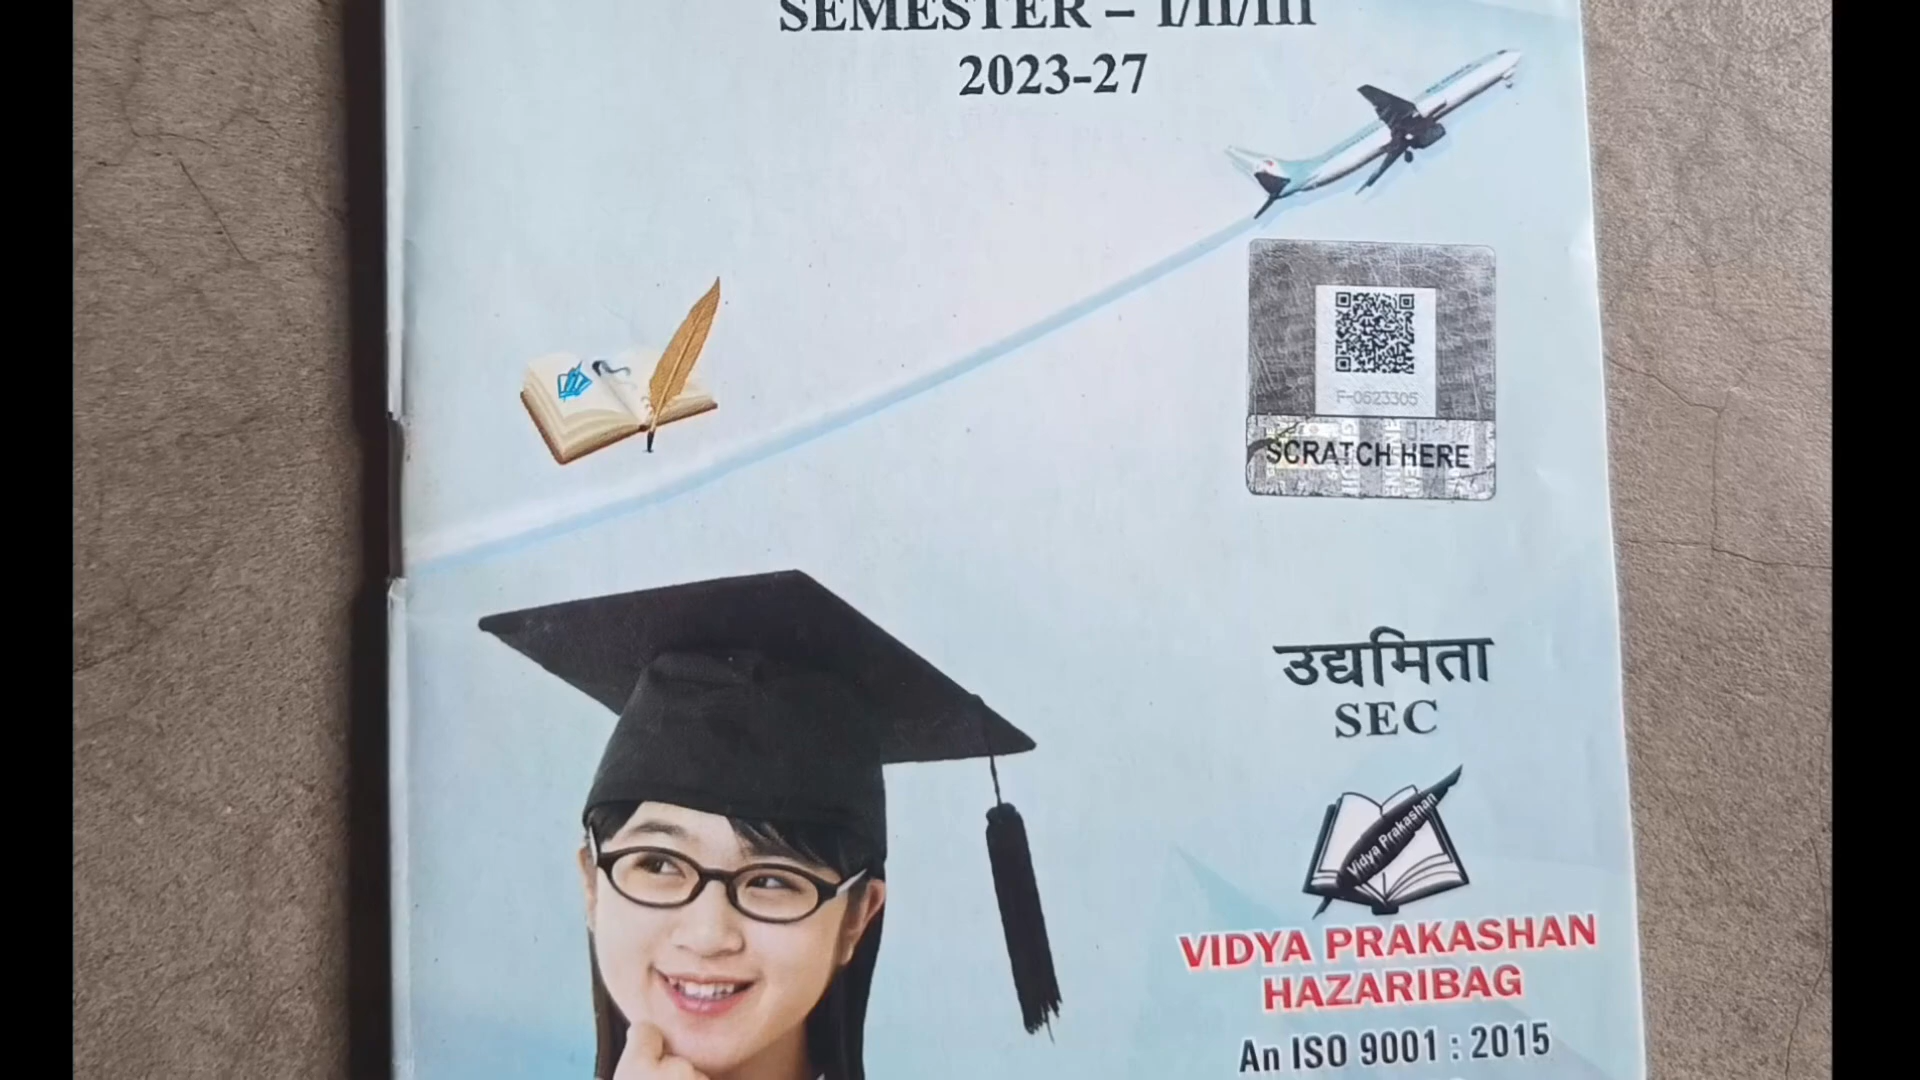 SEMESTER – I/II/III
2023-27
F-0623305
SCRATCH HERE
उद्यमिता
SEC
Vidya Prakashan
VIDYA PRAKASHAN
HAZARIBAG
An ISO 9001 : 2015